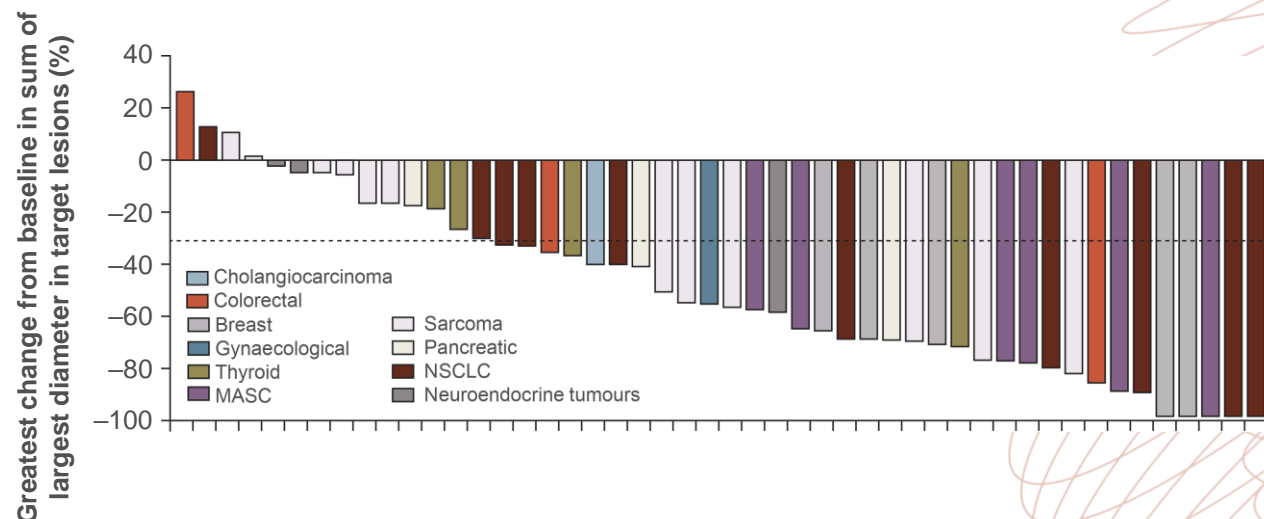 Greatest change from baseline in sum of
largest diameter in target lesions (%)
40
20
0
–20
–40
–60
–80
–100
Cholangiocarcinoma
Colorectal
Breast
Gynaecological
Thyroid
MASC
Sarcoma
Pancreatic
NSCLC
Neuroendocrine tumours